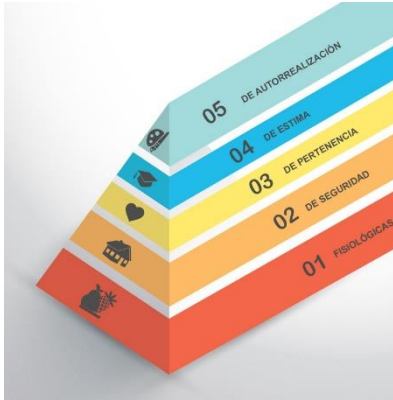 05 DE AUTORREALIZACIÓN
04 DE ESTIMA
03 DE PERTENENCIA
02 DE SEGURIDAD
01 FISIOLÓGICAS